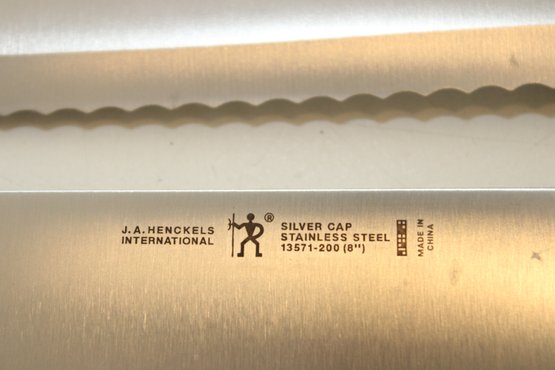 J.A. HENCKELS
INTERNATIONAL
®
SILVER CAP
STAINLESS STEEL
13571-200 (8")
MADE IN
CHINA